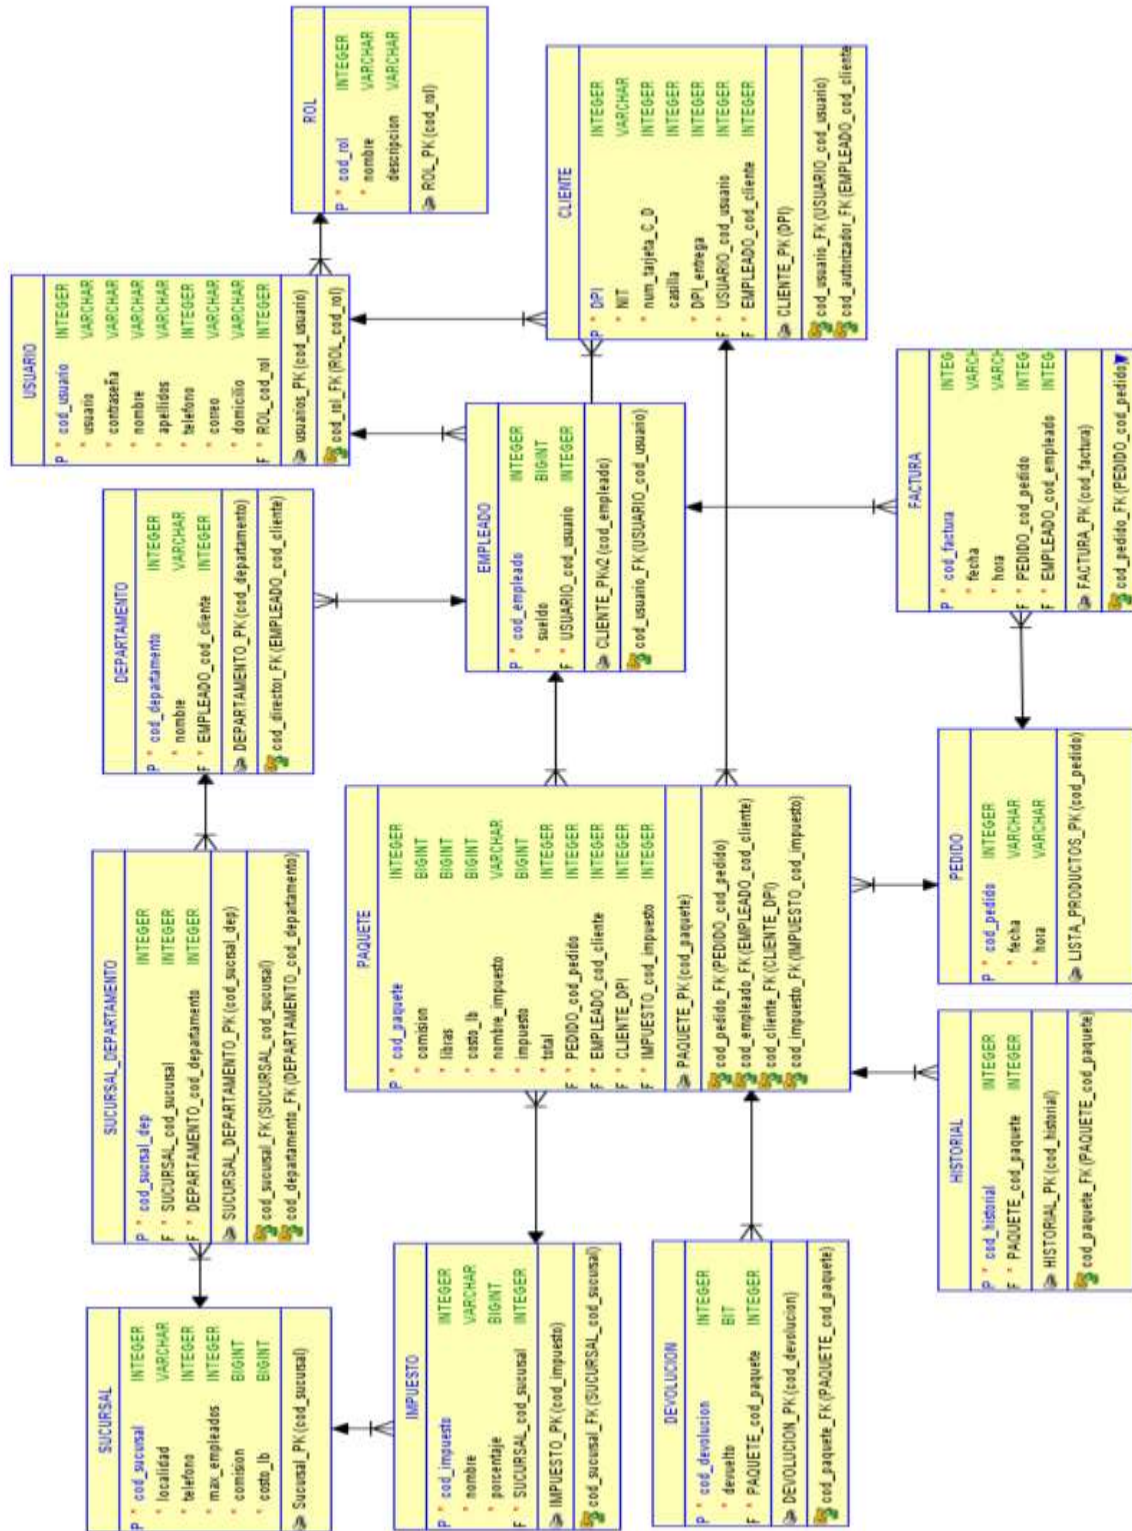 SUCURSAL
P * cod_sucursal INTEGER
* localidad VARCHAR
* telefono INTEGER
* max_empleados INTEGER
* comision BIGINT
* costo_lb BIGINT
Sucursal_PK (cod_sucursal)
SUCURSAL_DEPARTAMENTO
P * cod_sucrsal_dep INTEGER
F * SUCURSAL_cod_sucursal INTEGER
F * DEPARTAMENTO_cod_departamento INTEGER
SUCURSAL_DEPARTAMENTO_PK (cod_sucrsal_dep)
cod_sucursal_FK (SUCURSAL_cod_sucursal)
cod_departamento_FK (DEPARTAMENTO_cod_departamento)
DEPARTAMENTO
P * cod_departamento INTEGER
* nombre VARCHAR
F * EMPLEADO_cod_cliente INTEGER
DEPARTAMENTO_PK (cod_departamento)
cod_director_FK (EMPLEADO_cod_cliente)
USUARIO
P * cod_usuario INTEGER
* usuario VARCHAR
* contraseña VARCHAR
* nombre VARCHAR
* apellidos VARCHAR
* telefono INTEGER
* correo VARCHAR
* domicilio VARCHAR
F * ROL_cod_rol INTEGER
usuarios_PK (cod_usuario)
cod_rol_FK (ROL_cod_rol)
ROL
P * cod_rol INTEGER
* nombre VARCHAR
descripcion VARCHAR
ROL_PK (cod_rol)
IMPUESTO
P * cod_impuesto INTEGER
* nombre VARCHAR
* porcentaje BIGINT
F * SUCURSAL_cod_sucursal INTEGER
IMPUESTO_PK (cod_impuesto)
cod_sucursal_FK (SUCURSAL_cod_sucursal)
PAQUETE
P * cod_paquete INTEGER
* comision BIGINT
* libras BIGINT
* costo_lb BIGINT
* nombre_impuesto VARCHAR
* impuesto BIGINT
* total INTEGER
F * PEDIDO_cod_pedido INTEGER
F * EMPLEADO_cod_cliente INTEGER
F * CLIENTE_DPI INTEGER
F * IMPUESTO_cod_impuesto INTEGER
PAQUETE_PK (cod_paquete)
cod_pedido_FK (PEDIDO_cod_pedido)
cod_empleado_FK (EMPLEADO_cod_cliente)
cod_cliente_FK (CLIENTE_DPI)
cod_impuesto_FK (IMPUESTO_cod_impuesto)
EMPLEADO
P * cod_empleado INTEGER
* sueldo BIGINT
F * USUARIO_cod_usuario INTEGER
CLIENTE_PKv2 (cod_empleado)
cod_usuario_FK (USUARIO_cod_usuario)
CLIENTE
P * DPI INTEGER
* NIT VARCHAR
* num_tarjeta_C_D INTEGER
casilla INTEGER
* DPI_entrega INTEGER
F * USUARIO_cod_usuario INTEGER
F * EMPLEADO_cod_cliente INTEGER
CLIENTE_PK (DPI)
cod_usuario_FK (USUARIO_cod_usuario)
cod_autorizador_FK (EMPLEADO_cod_cliente
DEVOLUCION
P * cod_devolucion INTEGER
* devuelto BIT
F * PAQUETE_cod_paquete INTEGER
DEVOLUCION_PK (cod_devolucion)
cod_paquete_FK (PAQUETE_cod_paquete)
HISTORIAL
P * cod_historial INTEGER
F * PAQUETE_cod_paquete INTEGER
HISTORIAL_PK (cod_historial)
cod_paquete_FK (PAQUETE_cod_paquete)
PEDIDO
P * cod_pedido INTEGER
* fecha VARCHAR
* hora VARCHAR
LISTA_PRODUCTOS_PK (cod_pedido)
FACTURA
P * cod_factura INTEG
* fecha VARCH
* hora VARCH
F * PEDIDO_cod_pedido INTEG
F * EMPLEADO_cod_empleado INTEG
FACTURA_PK (cod_factura)
cod_pedido_FK (PEDIDO_cod_pedido)